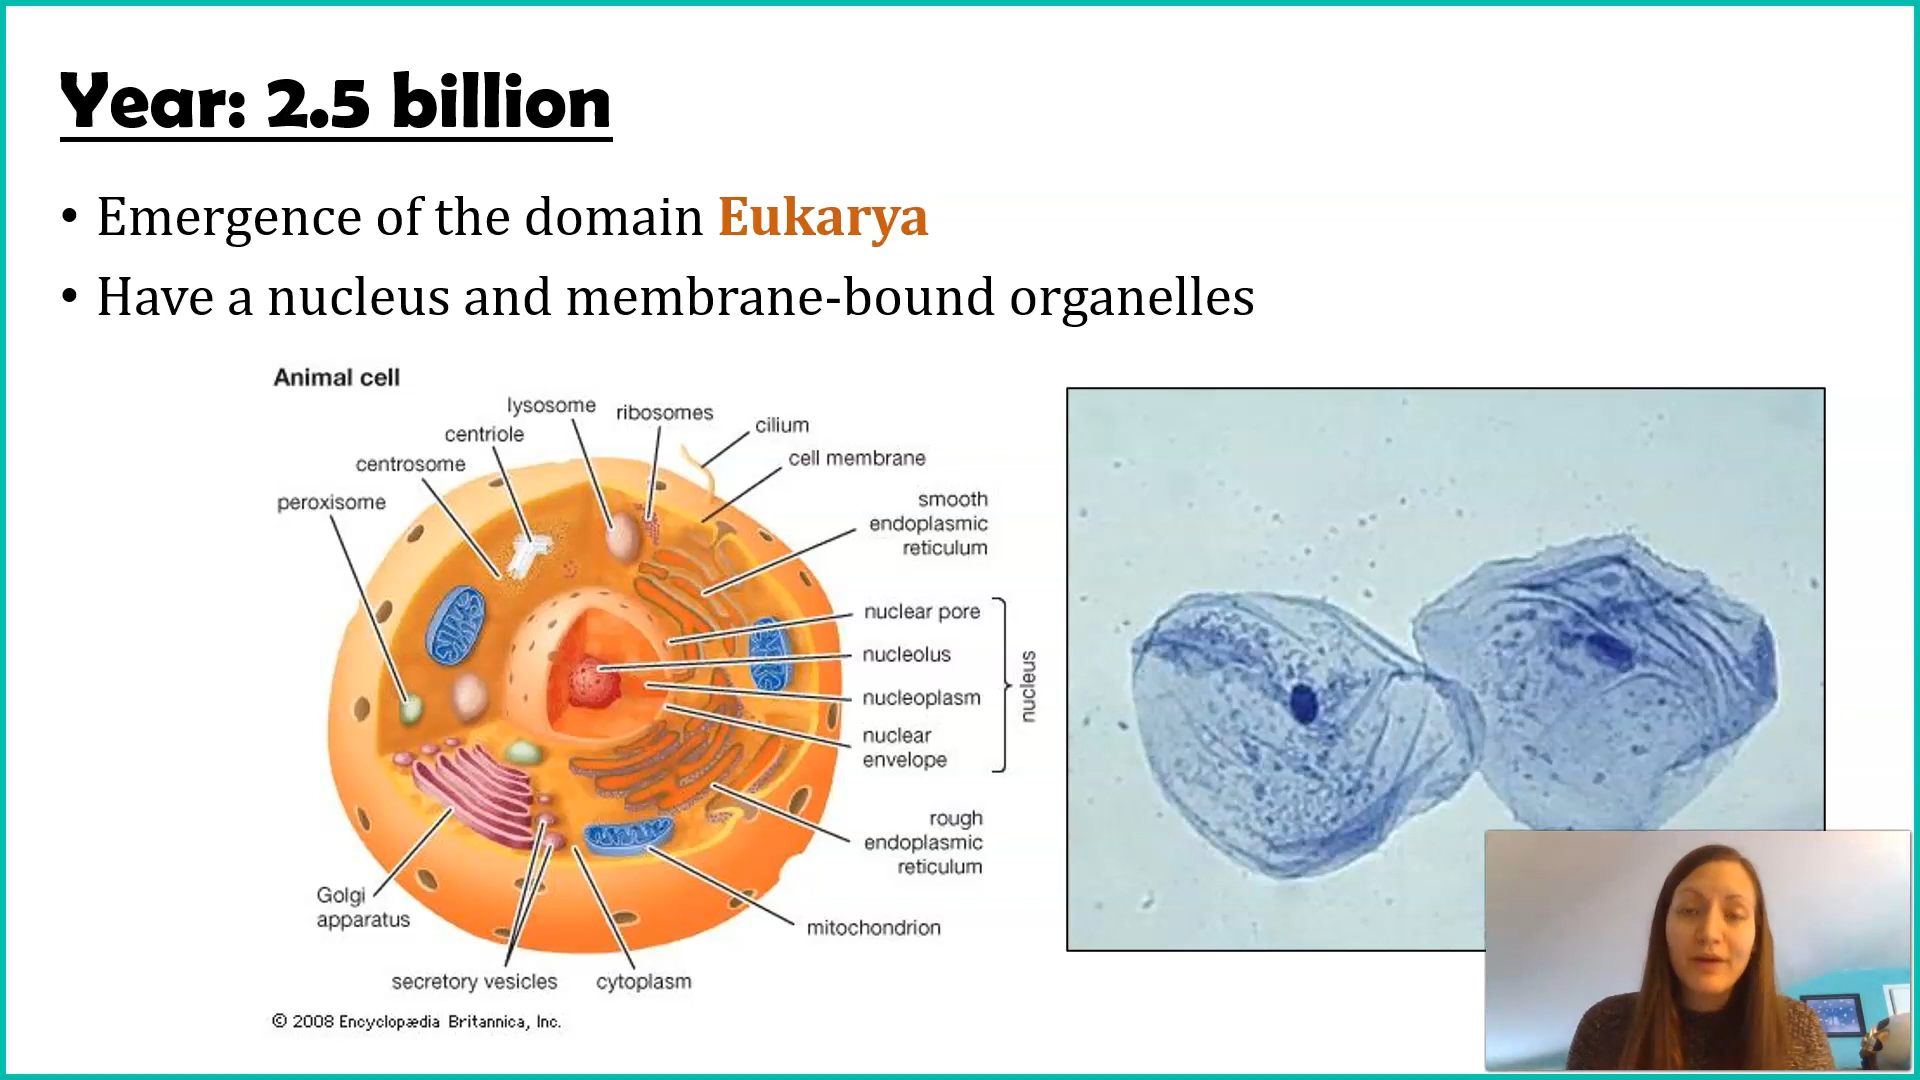 Year: 2.5 billion
• Emergence of the domain Eukarya
• Have a nucleus and membrane-bound organelles
Animal cell
lysosome
ribosomes
cilium
centriole
cell membrane
centrosome
peroxisome
smooth
endoplasmic
reticulum
nuclear pore
nucleolus
nucleoplasm
nuclear
envelope
nucleus
rough
endoplasmic
reticulum
Golgi
apparatus
mitochondrion
secretory vesicles
cytoplasm
© 2008 Encyclopædia Britannica, Inc.